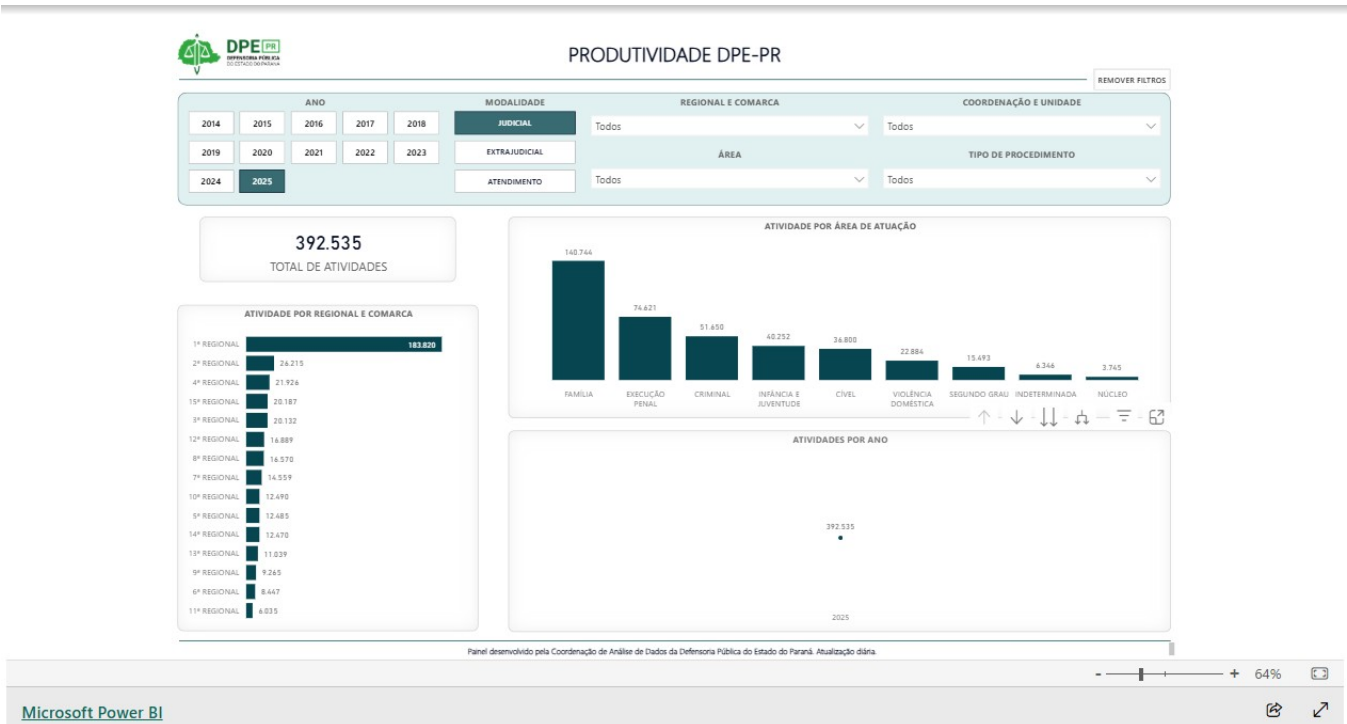 DPE PR
DEFENSORIA PÚBLICA
DO ESTADO DO PARANÁ
PRODUTIVIDADE DPE-PR
REMOVER FILTROS
ANO
2014 2015 2016 2017 2018
2019 2020 2021 2022 2023
2024 2025
MODALIDADE
JUDICIAL
EXTRAJUDICIAL
ATENDIMENTO
REGIONAL E COMARCA
Todos
ÁREA
Todos
COORDENAÇÃO E UNIDADE
Todos
TIPO DE PROCEDIMENTO
Todos
392.535
TOTAL DE ATIVIDADES
ATIVIDADE POR REGIONAL E COMARCA
1ª REGIONAL 183.820
2ª REGIONAL 26.215
4ª REGIONAL 21.926
15ª REGIONAL 20.187
3ª REGIONAL 20.132
12ª REGIONAL 16.889
8ª REGIONAL 16.570
7ª REGIONAL 14.559
10ª REGIONAL 12.490
5ª REGIONAL 12.485
14ª REGIONAL 12.470
13ª REGIONAL 11.039
9ª REGIONAL 9.265
6ª REGIONAL 8.447
11ª REGIONAL 6.035
ATIVIDADE POR ÁREA DE ATUAÇÃO
140.744 74.621 51.650 40.252 36.800 22.884 15.493 6.346 3.745
FAMÍLIA EXECUÇÃO PENAL CRIMINAL INFÂNCIA E JUVENTUDE CÍVEL VIOLÊNCIA DOMÉSTICA SEGUNDO GRAU INDETERMINADA NÚCLEO
ATIVIDADES POR ANO
392.535
2025
Painel desenvolvido pela Coordenação de Análise de Dados da Defensoria Pública do Estado do Paraná. Atualização diária.
- + 64%
Microsoft Power BI